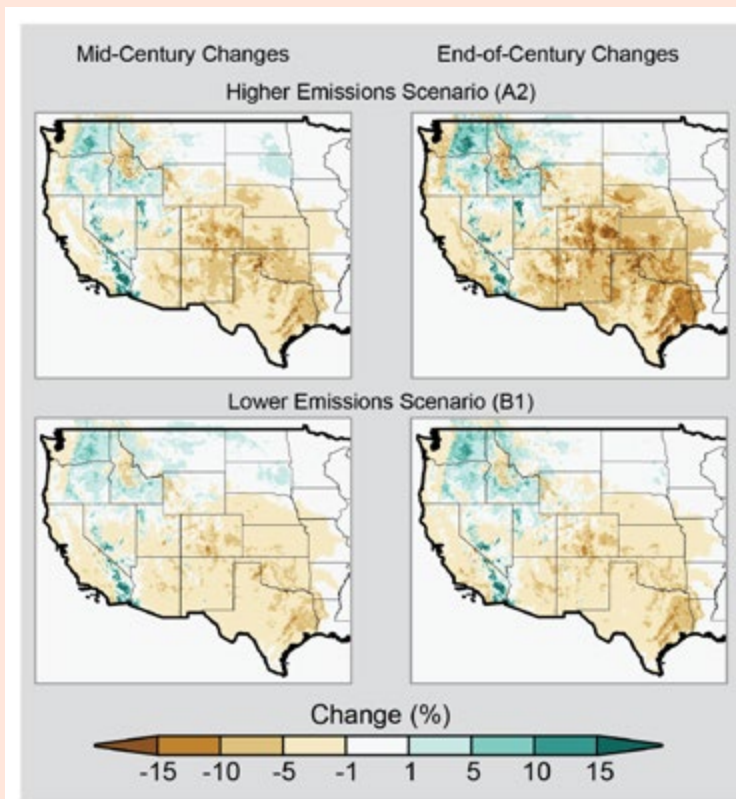 Mid-Century Changes End-of-Century Changes
Higher Emissions Scenario (A2)
Lower Emissions Scenario (B1)
Change (%)
-15 -10 -5 -1 1 5 10 15